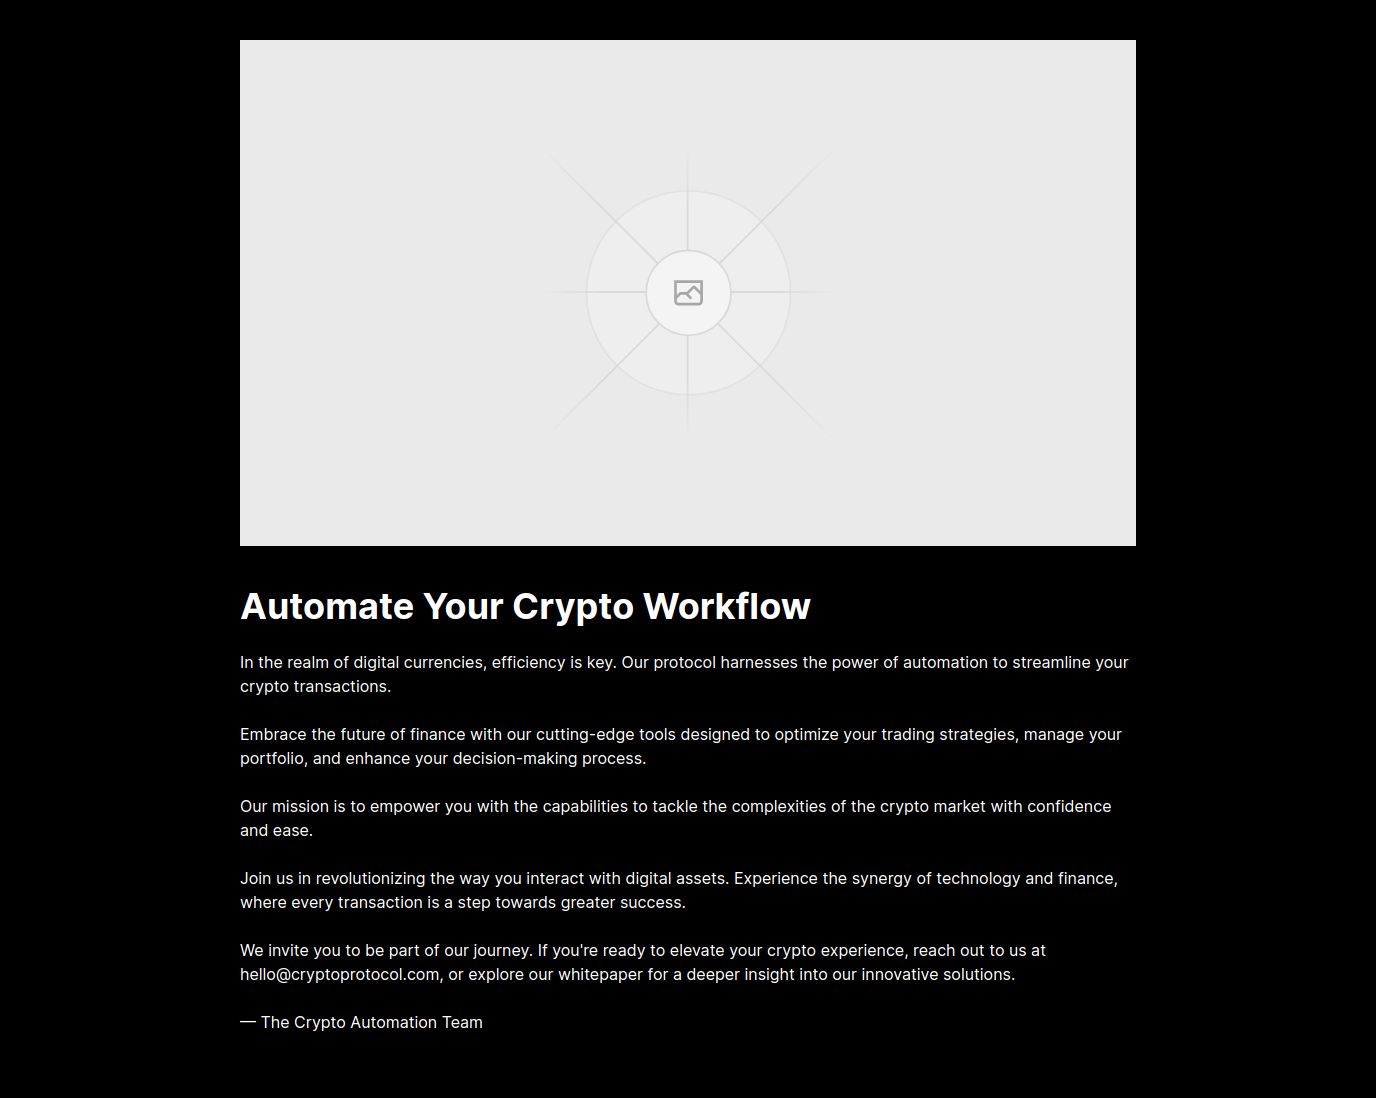 Automate Your Crypto Workflow
In the realm of digital currencies, efficiency is key. Our protocol harnesses the power of automation to streamline your
crypto transactions.
Embrace the future of finance with our cutting-edge tools designed to optimize your trading strategies, manage your
portfolio, and enhance your decision-making process.
Our mission is to empower you with the capabilities to tackle the complexities of the crypto market with confidence
and ease.
Join us in revolutionizing the way you interact with digital assets. Experience the synergy of technology and finance,
where every transaction is a step towards greater success.
We invite you to be part of our journey. If you're ready to elevate your crypto experience, reach out to us at
hello@cryptoprotocol.com, or explore our whitepaper for a deeper insight into our innovative solutions.
— The Crypto Automation Team